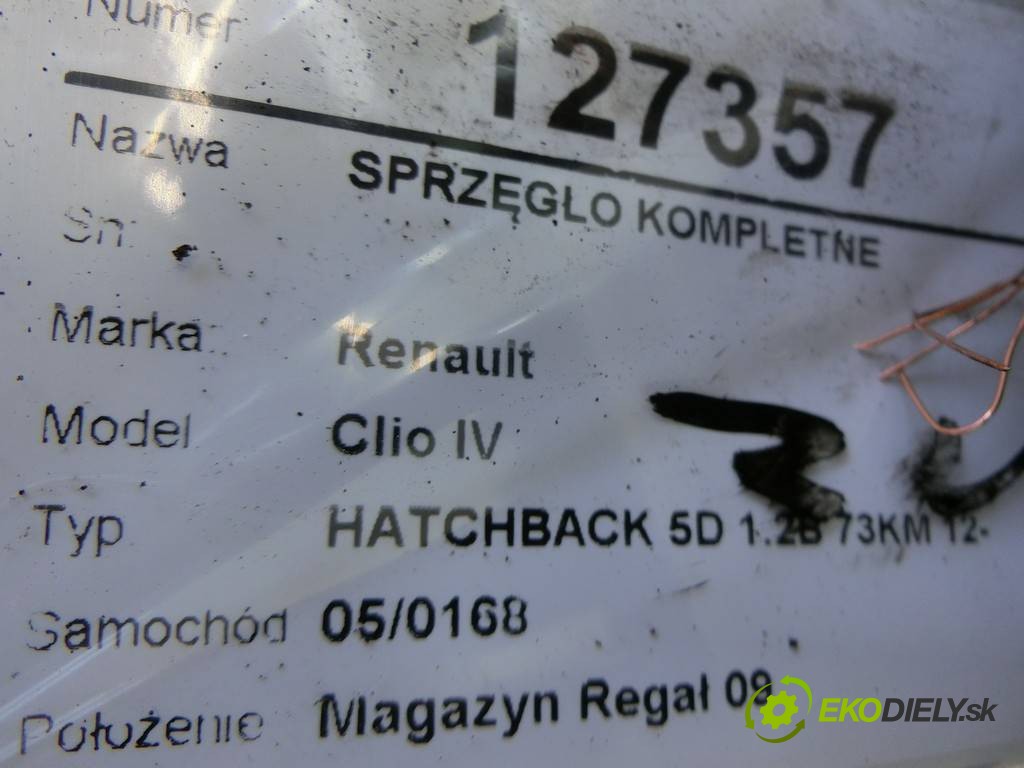 Numer 127357
Nazwa SPRZĘGŁO KOMPLETNE
Sn
Marka Renault
Model Clio IV
Typ HATCHBACK 5D 1.2B 73KM 12-
Samochód 05/0168
Położenie Magazyn Regał 09
EKODIELY.sk